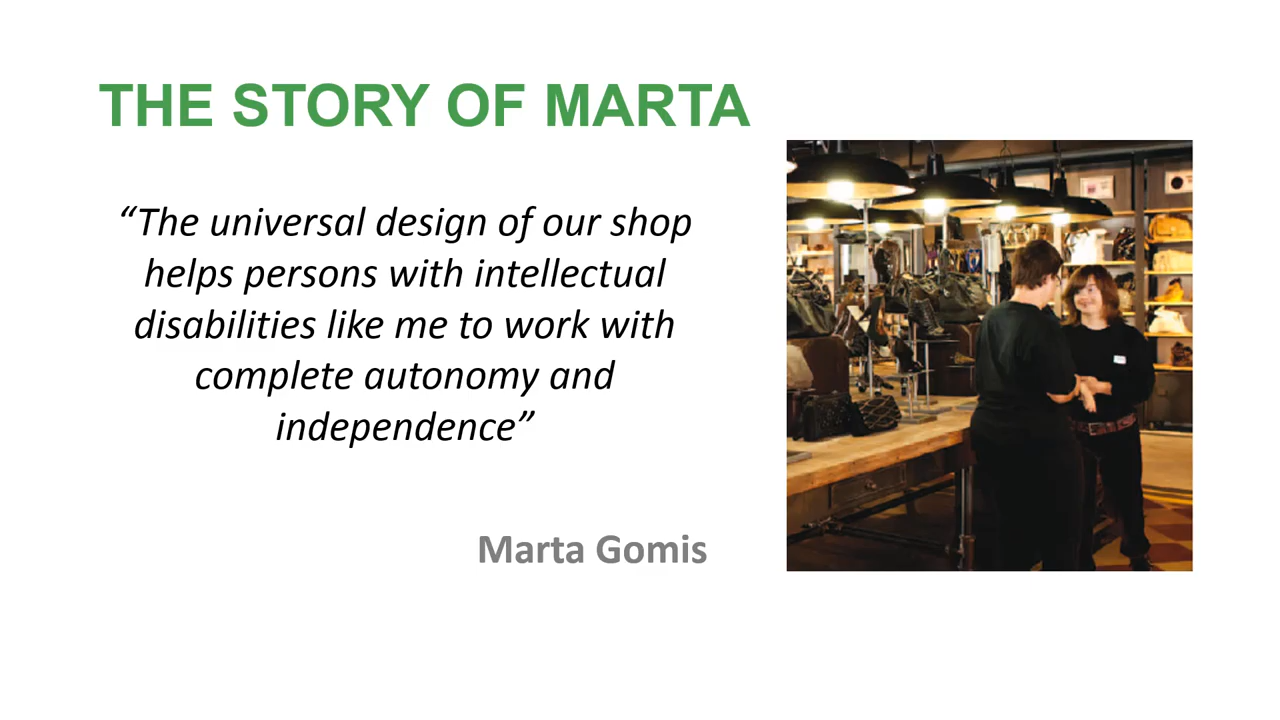 THE STORY OF MARTA
“The universal design of our shop
helps persons with intellectual
disabilities like me to work with
complete autonomy and
independence”
Marta Gomis